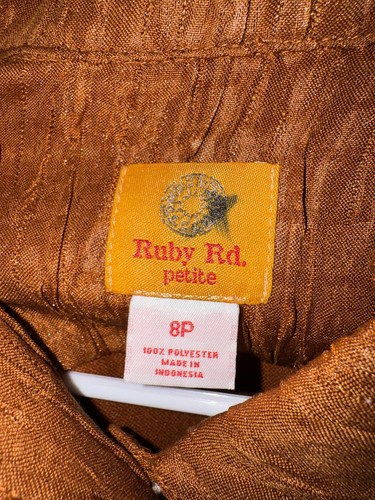 Ruby Rd.
petite
8P
100% POLYESTER
MADE IN
INDONESIA